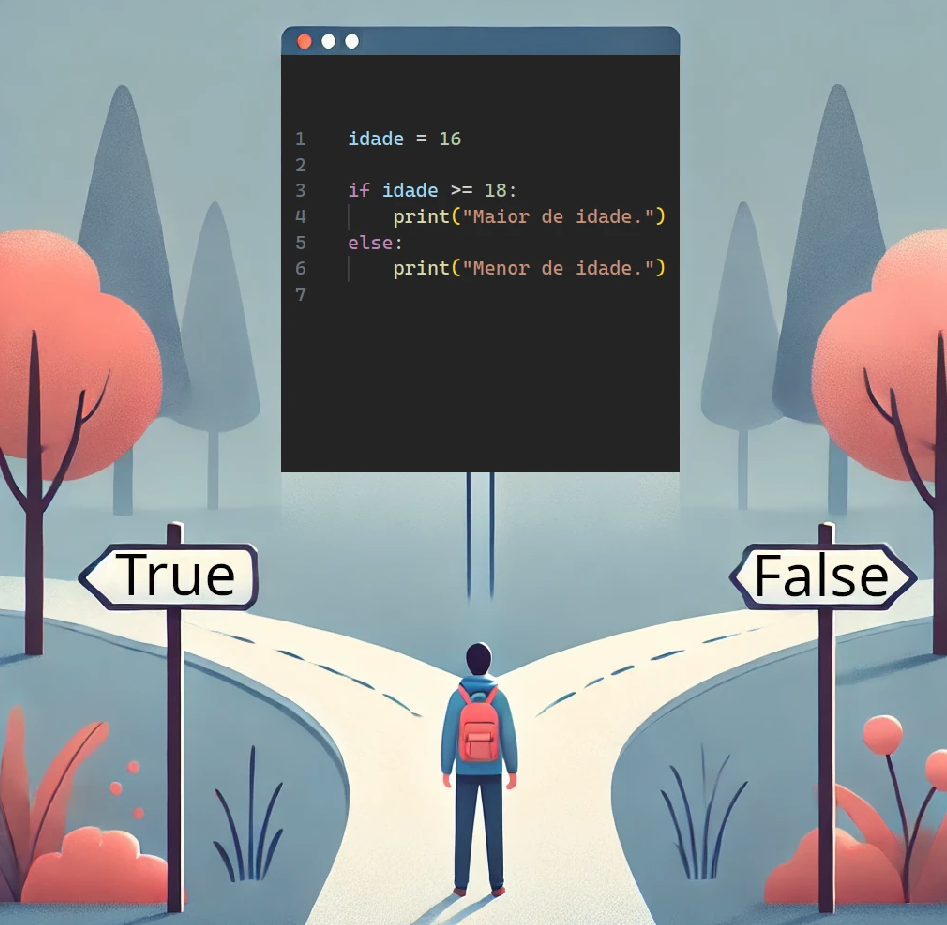 1 idade = 16
2
3 if idade >= 18:
4     print("Maior de idade.")
5 else:
6     print("Menor de idade.")
7
True
False